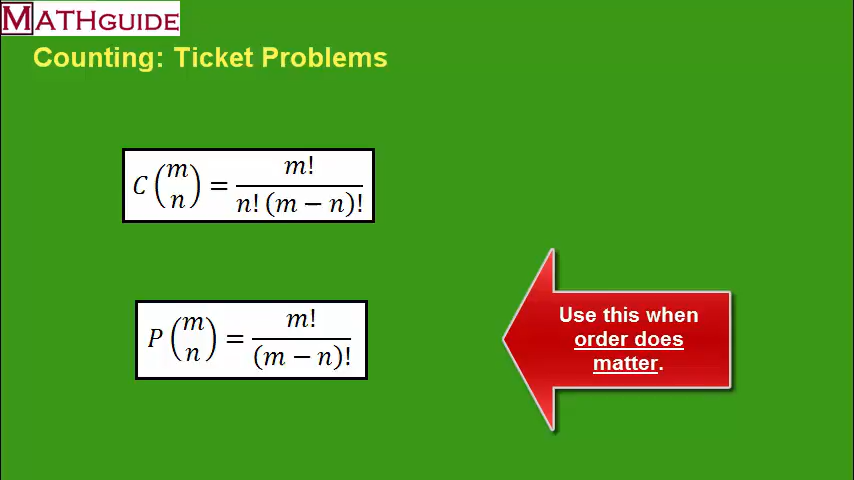 MATHGUIDE
Counting: Ticket Problems
C(m n) = m! / n! (m − n)!
P(m n) = m! / (m − n)!
Use this when
order does
matter.